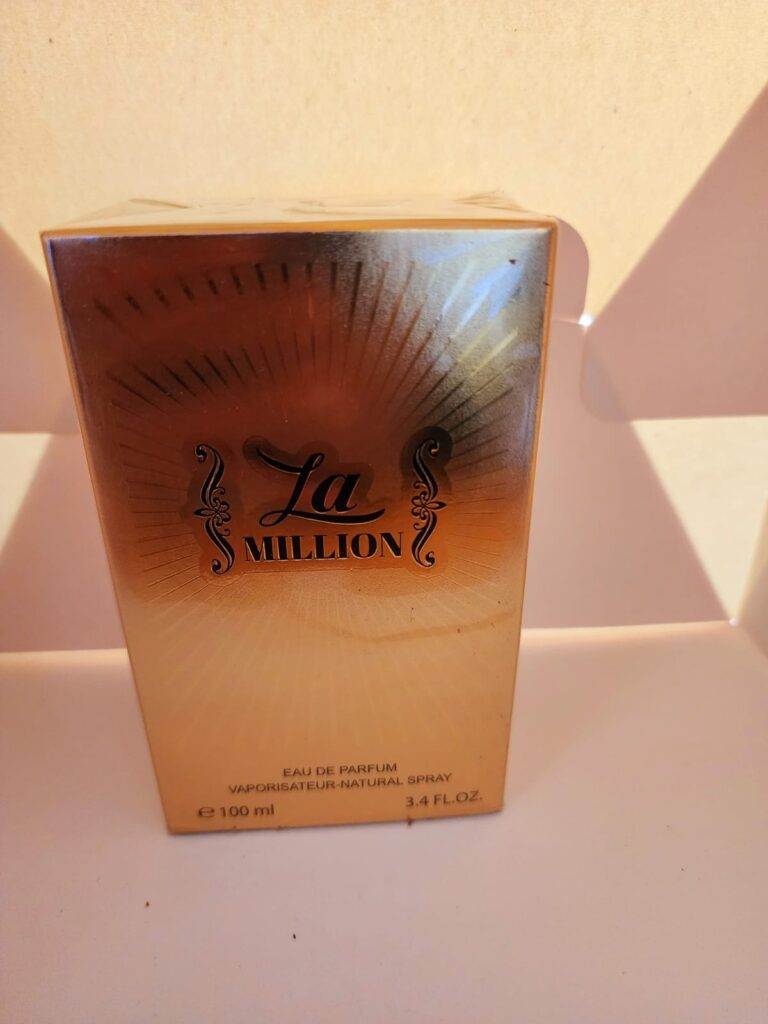 La
MILLION
EAU DE PARFUM
VAPORISATEUR-NATURAL SPRAY
℮ 100 ml 3.4 FL.OZ.